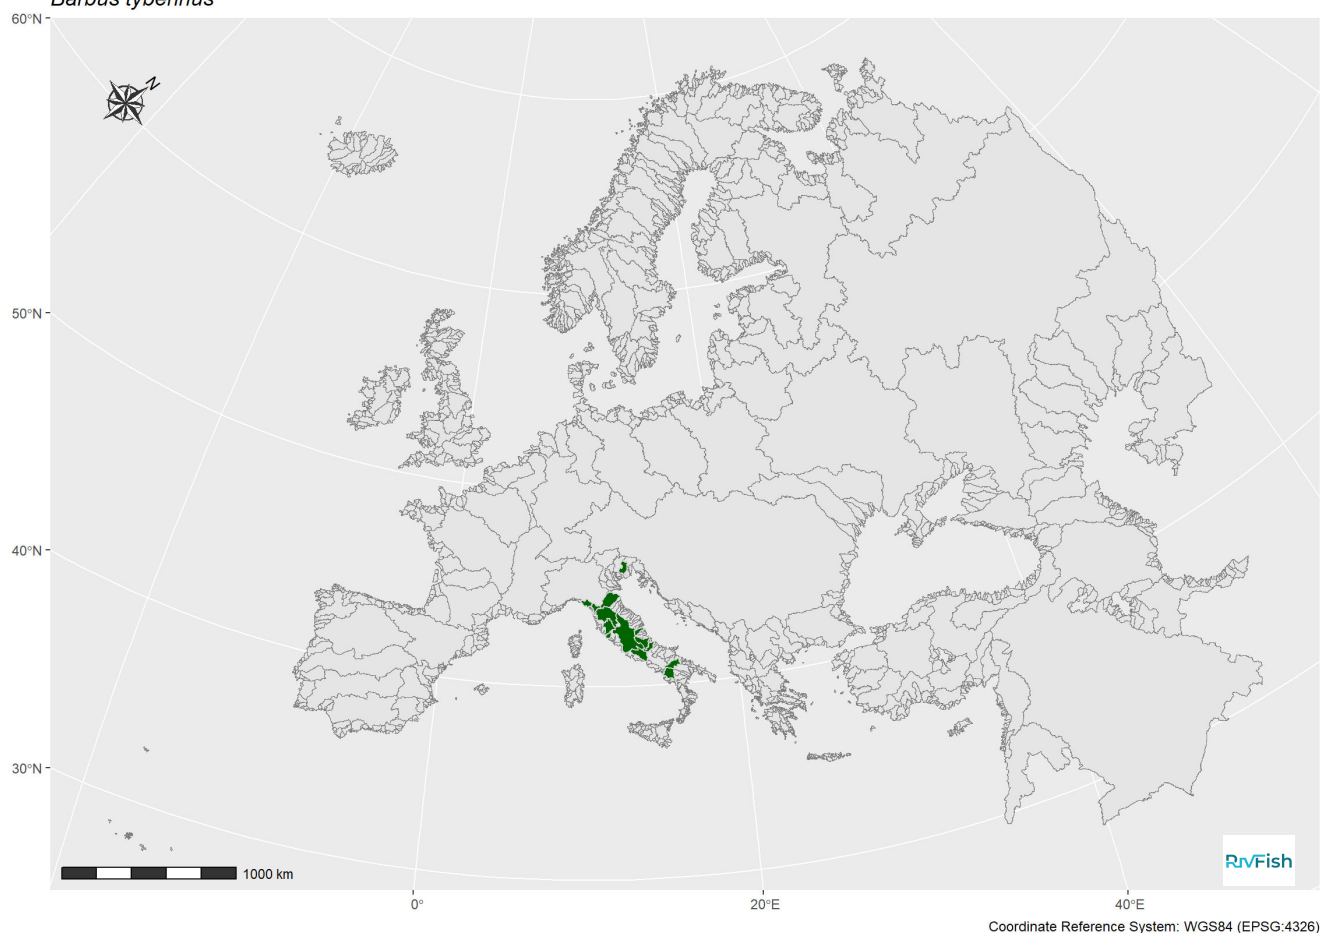 Barbus tyberinus
60°N
N
50°N
40°N
30°N
1000 km
RIVFisH
0°
20°E
40°E
Coordinate Reference System: WGS84 (EPSG:4326)